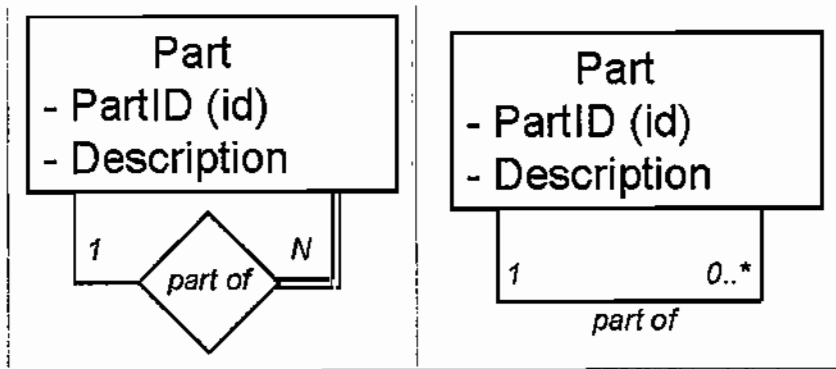 Part
- PartID (id)
- Description
1
N
part of
Part
- PartID (id)
- Description
1
0..*
part of